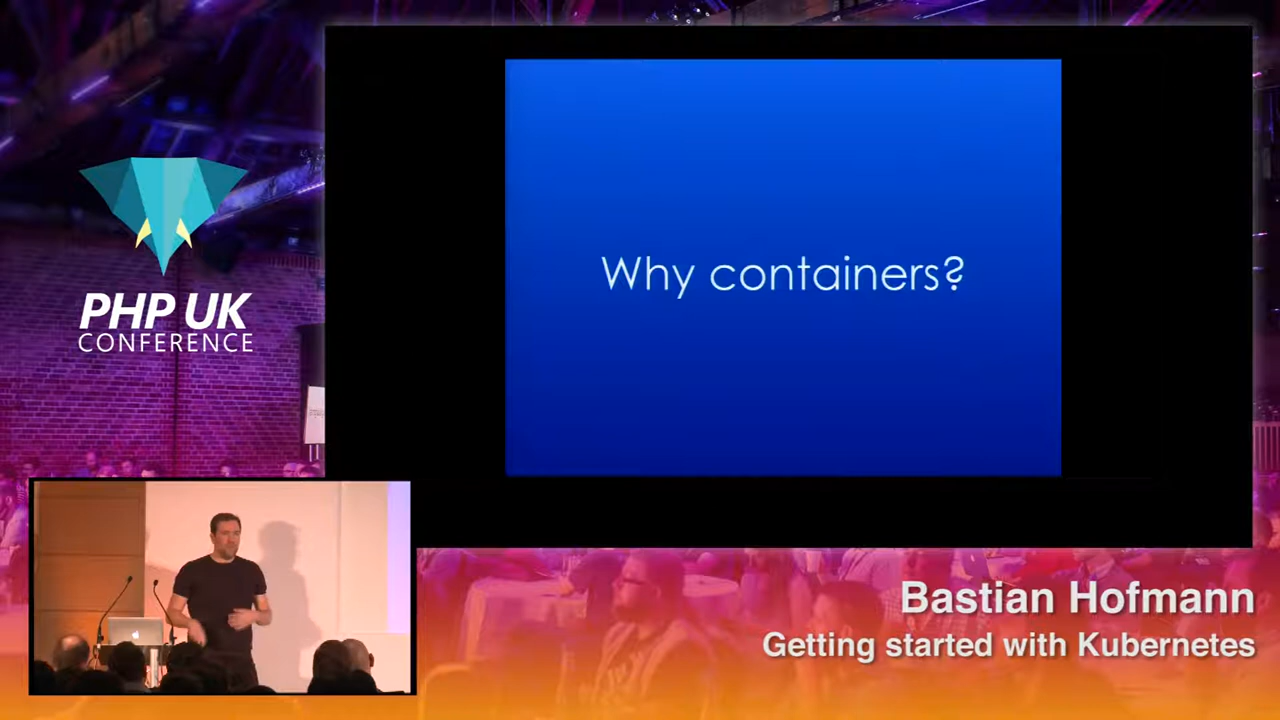 Why containers?
PHP UK
CONFERENCE
Bastian Hofmann
Getting started with Kubernetes